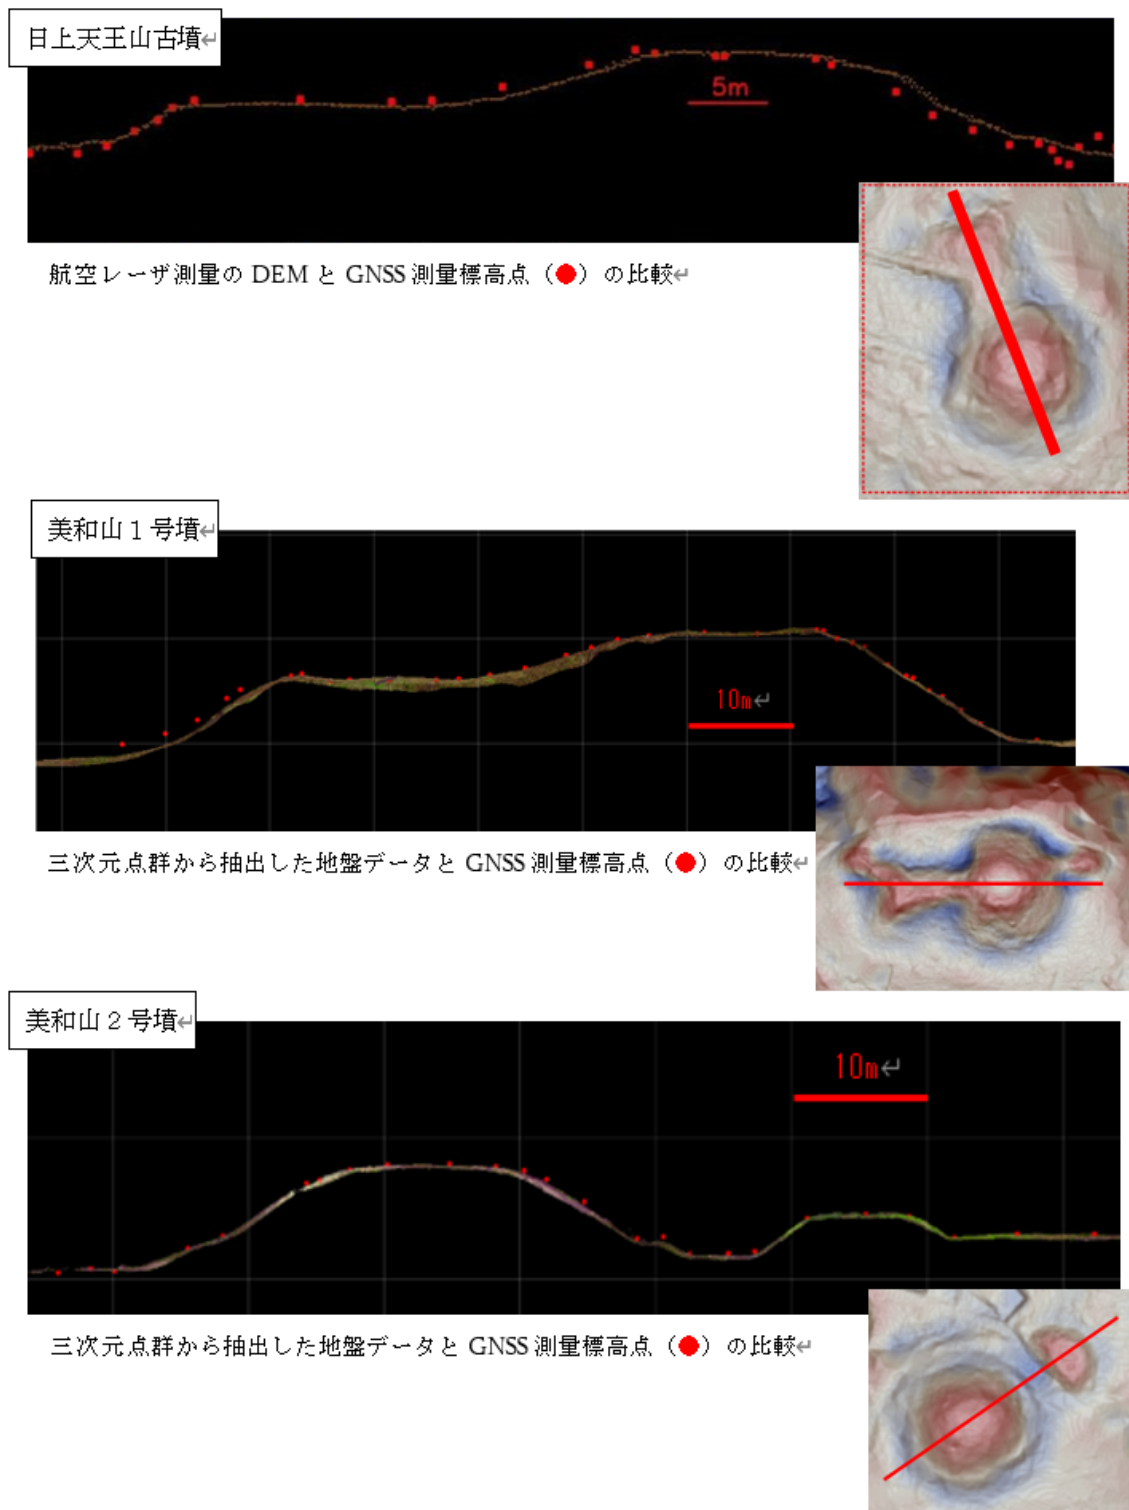 日上天王山古墳↵
5m
航空レーザ測量の DEM と GNSS 測量標高点（●）の比較↵
美和山１号墳↵
10m↵
三次元点群から抽出した地盤データと GNSS 測量標高点（●）の比較↵
美和山２号墳↵
10m↵
三次元点群から抽出した地盤データと GNSS 測量標高点（●）の比較↵